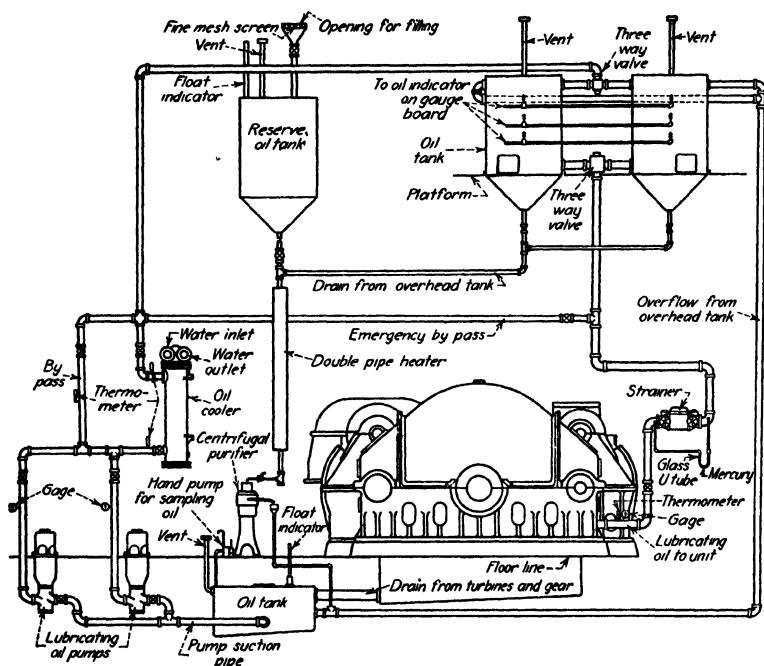 Fine mesh screen
Opening for filling
Vent
Float
indicator
Reserve
oil tank
Vent
Three
way
valve
Vent
To oil indicator
on gauge
board
Oil
tank
Platform
Three
way
valve
Drain from overhead tank
Overflow from
overhead tank
Emergency by pass
Water inlet
Water
outlet
Double pipe heater
By
pass
Thermo-
meter
Oil
cooler
Strainer
Centrifugal
purifier
Glass
U tube
Mercury
Hand pump
for sampling
oil
Gage
Float
indicator
Thermometer
Gage
Vent
Lubricating
oil to unit
Floor line
Drain from turbines and gear
Oil tank
Lubricating
oil pumps
Pump suction
pipe